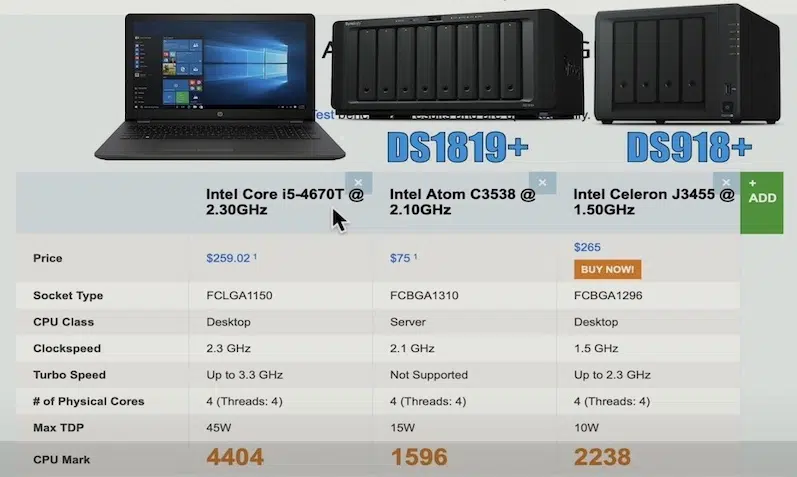 A
G
Test
DS1819+
DS918+
Intel Core i5-4670T @ 2.30GHz
Intel Atom C3538 @ 2.10GHz
Intel Celeron J3455 @ 1.50GHz
+
ADD
Price
$259.02 ¹
$75 ¹
$265
BUY NOW!
Socket Type FCLGA1150 FCBGA1310 FCBGA1296
CPU Class Desktop Server Desktop
Clockspeed 2.3 GHz 2.1 GHz 1.5 GHz
Turbo Speed Up to 3.3 GHz Not Supported Up to 2.3 GHz
# of Physical Cores 4 (Threads: 4) 4 (Threads: 4) 4 (Threads: 4)
Max TDP 45W 15W 10W
CPU Mark 4404 1596 2238